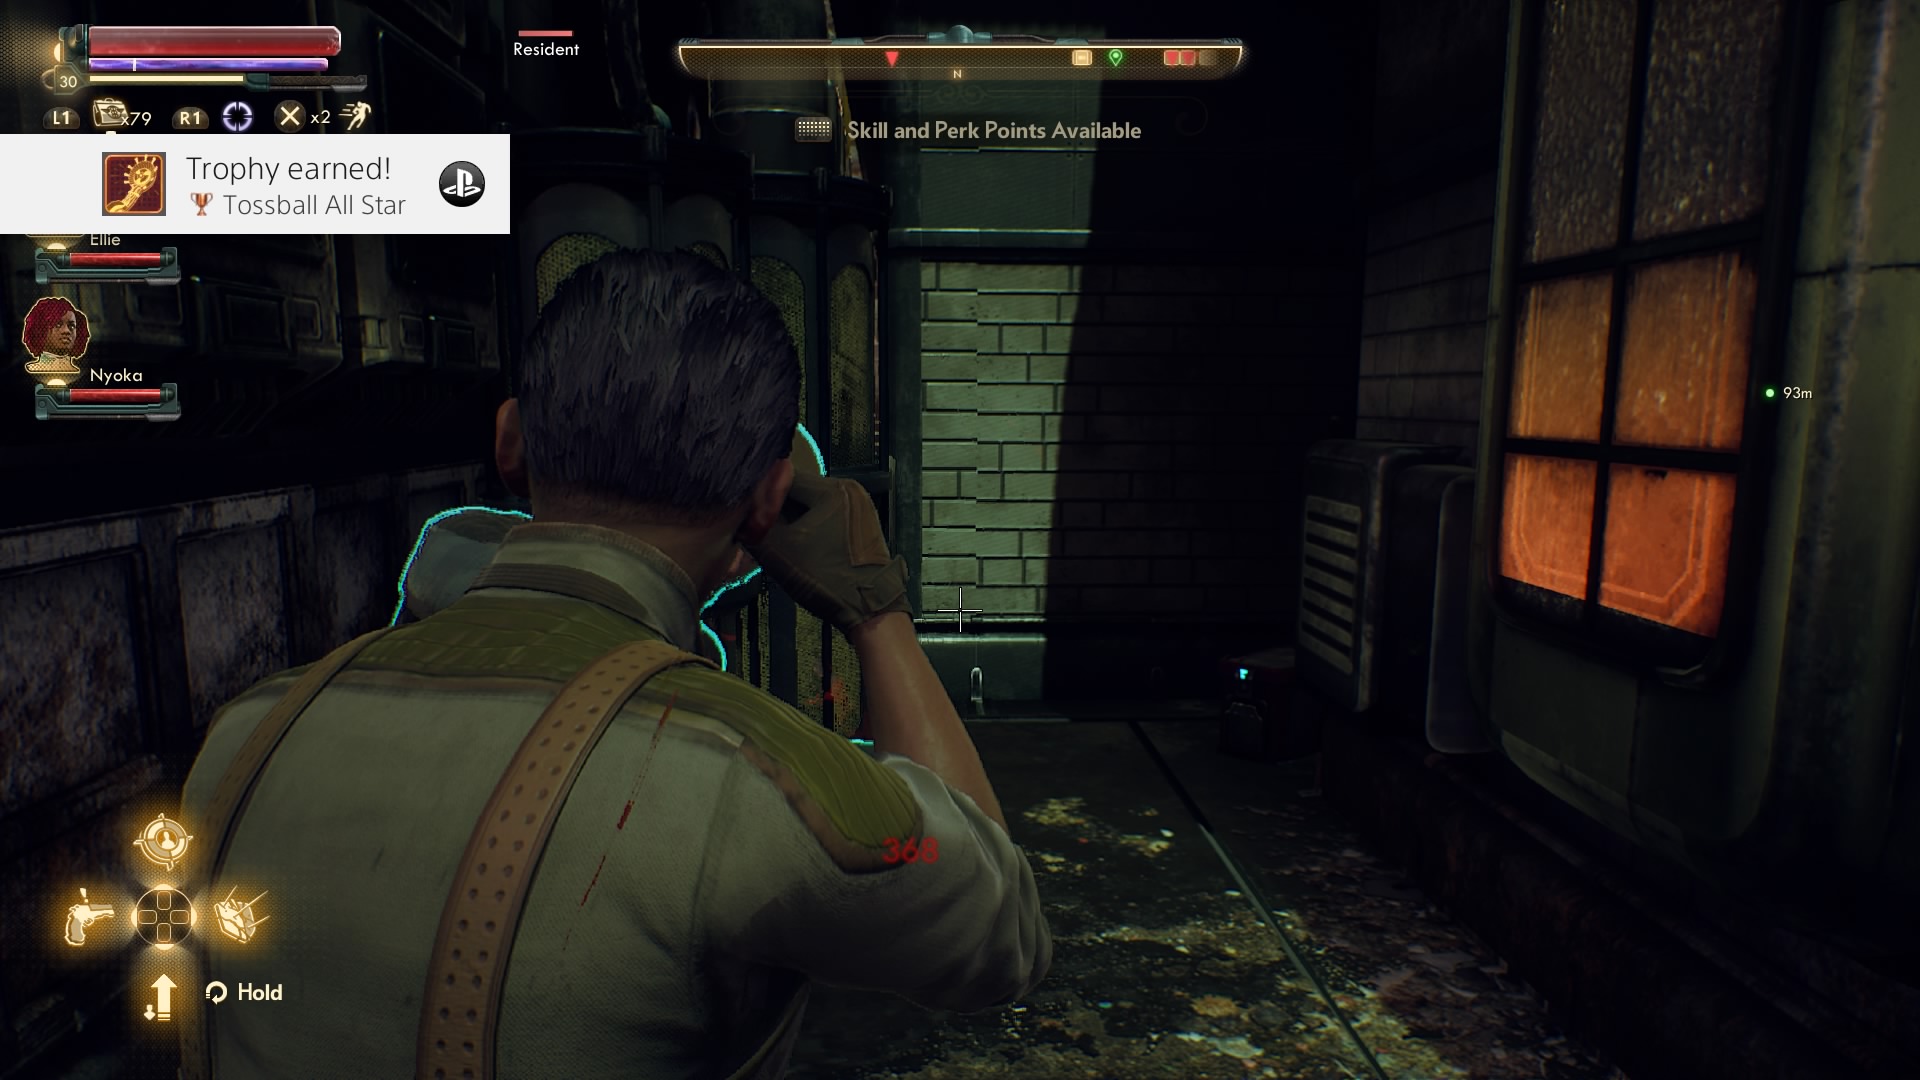 Resident
30
L1
x79
R1
x2
N
Skill and Perk Points Available
Trophy earned!
Tossball All Star
Ellie
Nyoka
93m
368
Hold